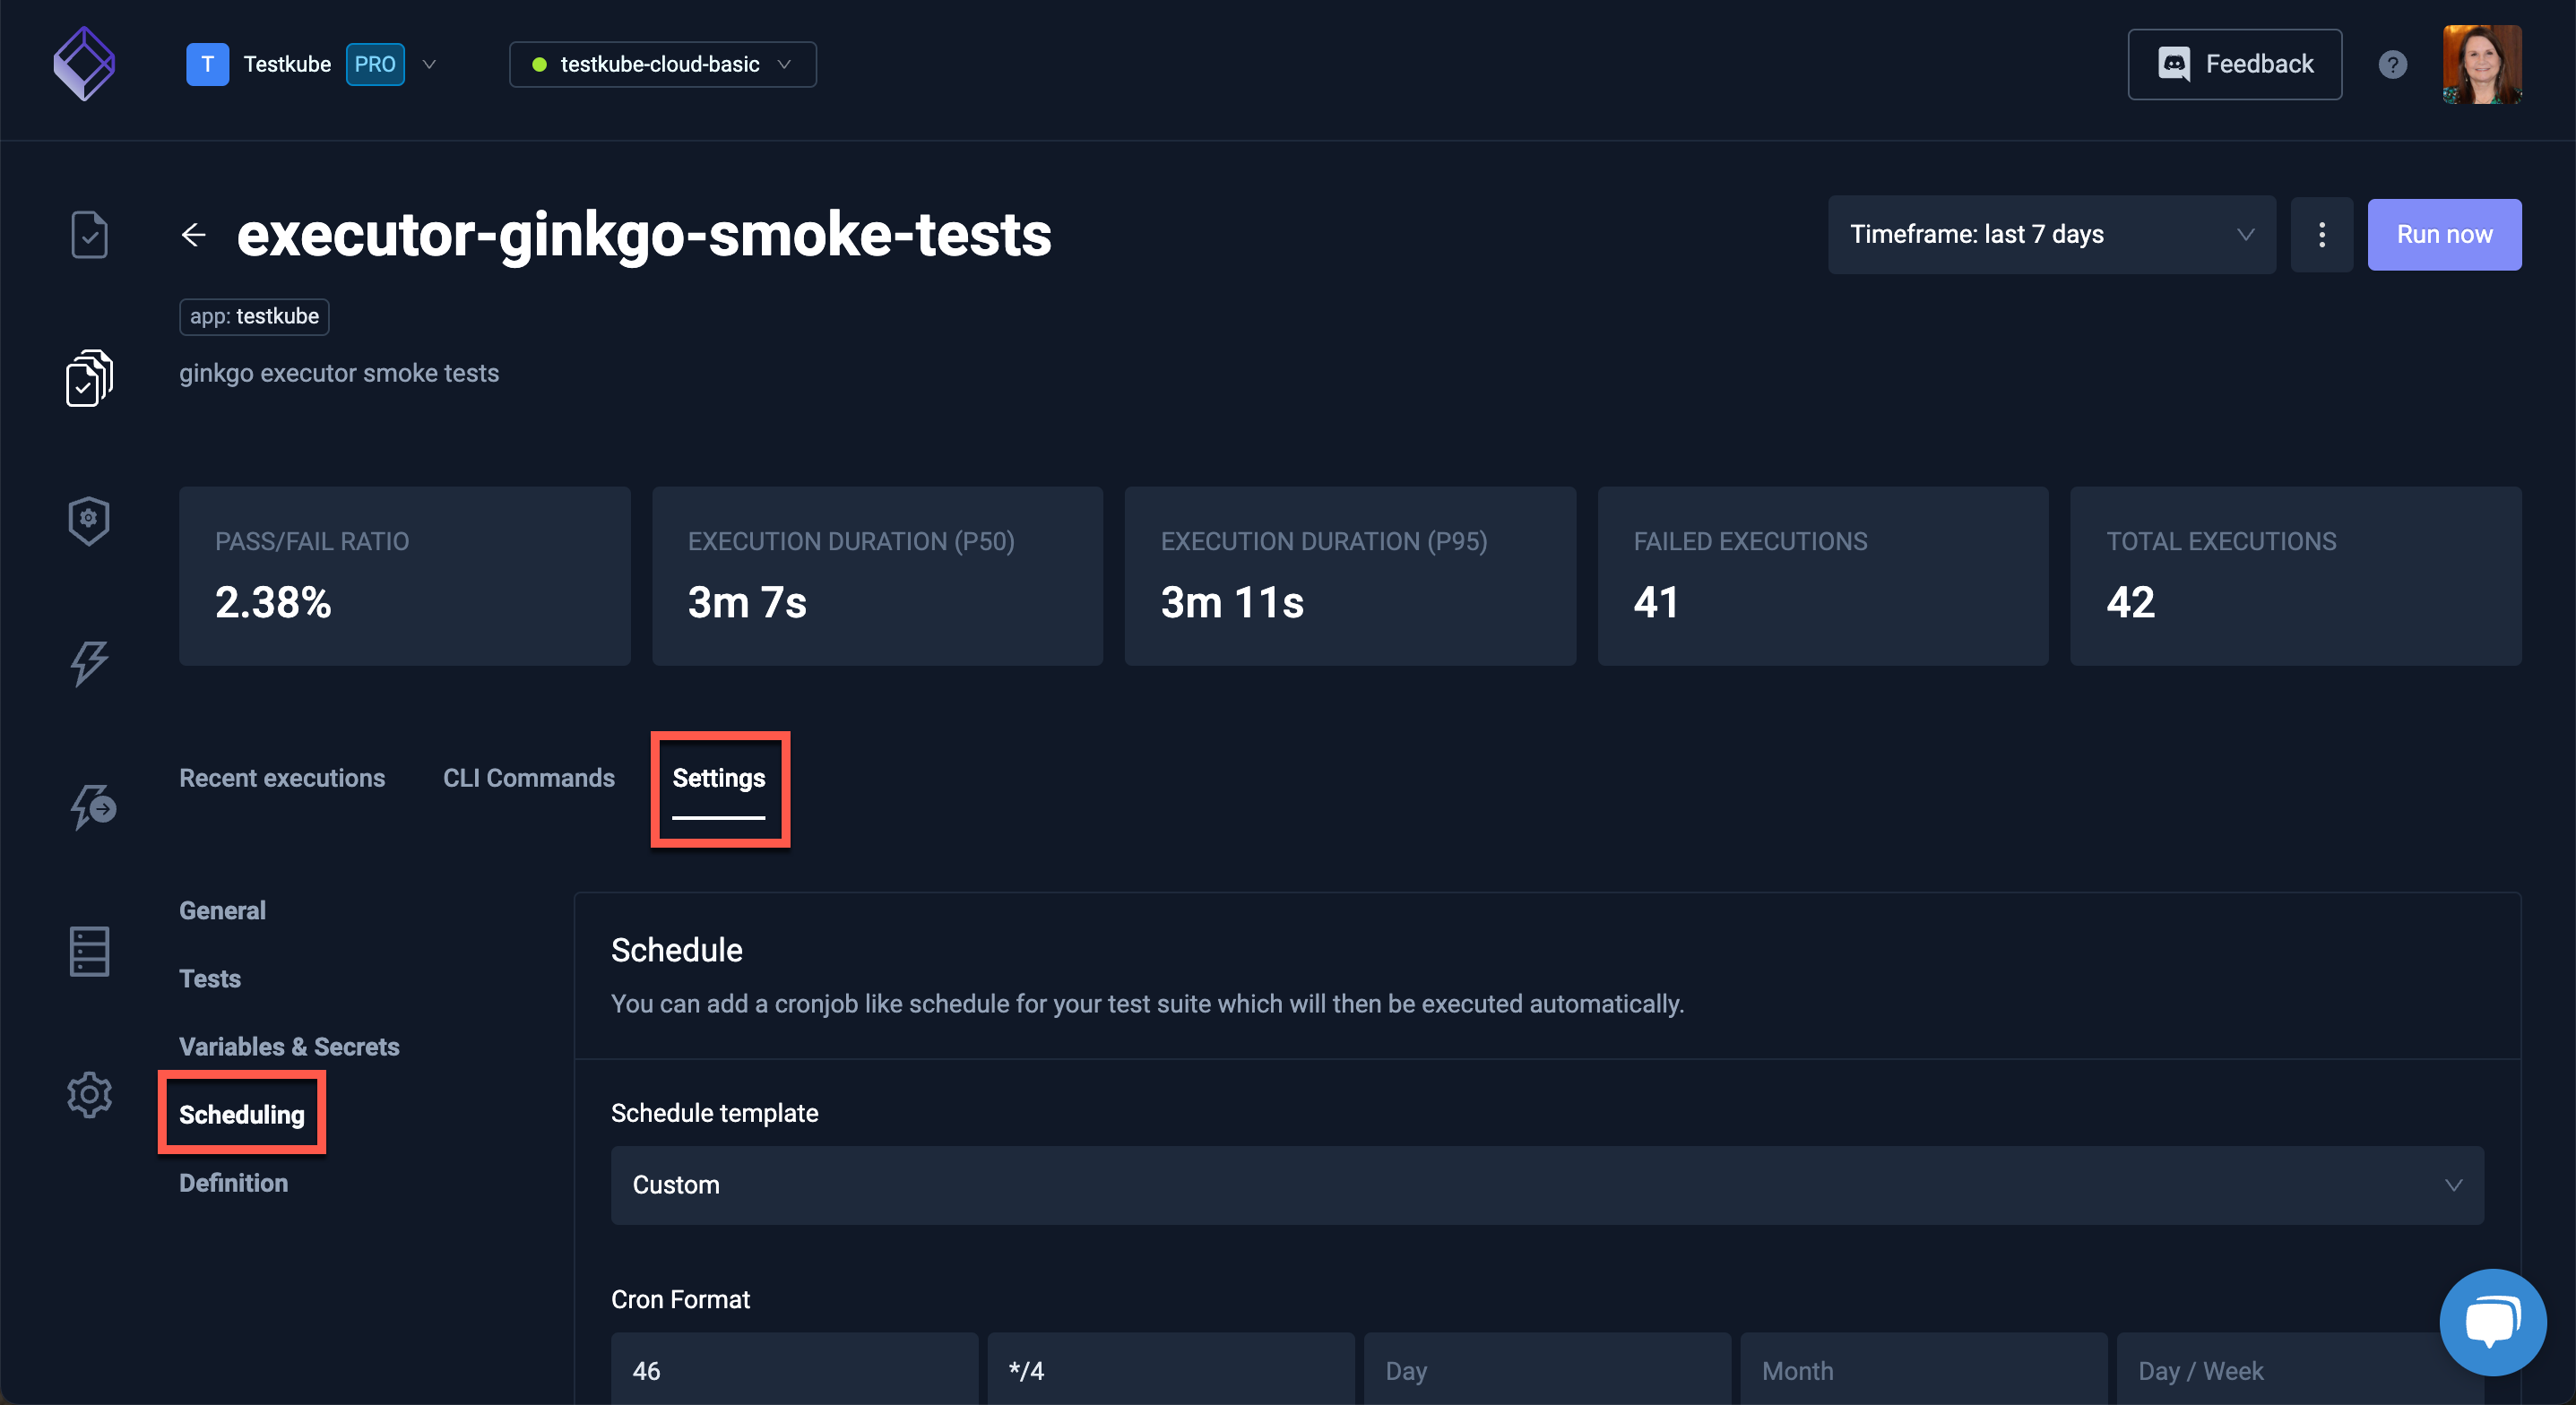 T Testkube PRO testkube-cloud-basic Feedback ?
executor-ginkgo-smoke-tests Timeframe: last 7 days Run now
app: testkube
ginkgo executor smoke tests
PASS/FAIL RATIO EXECUTION DURATION (P50) EXECUTION DURATION (P95) FAILED EXECUTIONS TOTAL EXECUTIONS
2.38% 3m 7s 3m 11s 41 42
Recent executions CLI Commands Settings
General
Tests
Variables & Secrets
Scheduling
Definition
Schedule
You can add a cronjob like schedule for your test suite which will then be executed automatically.
Schedule template
Custom
Cron Format
46 */4 Day Month Day / Week